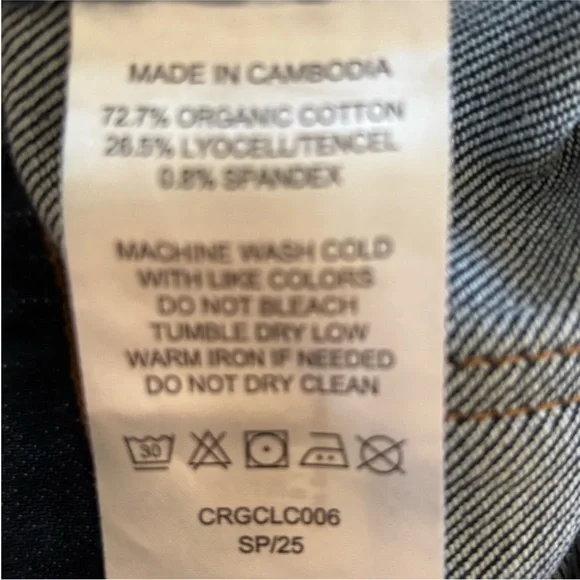 MADE IN CAMBODIA
72.7% ORGANIC COTTON
26.5% LYOCELL/TENCEL
0.8% SPANDEX
MACHINE WASH COLD
WITH LIKE COLORS
DO NOT BLEACH
TUMBLE DRY LOW
WARM IRON IF NEEDED
DO NOT DRY CLEAN
30
CRGCLC006
SP/25